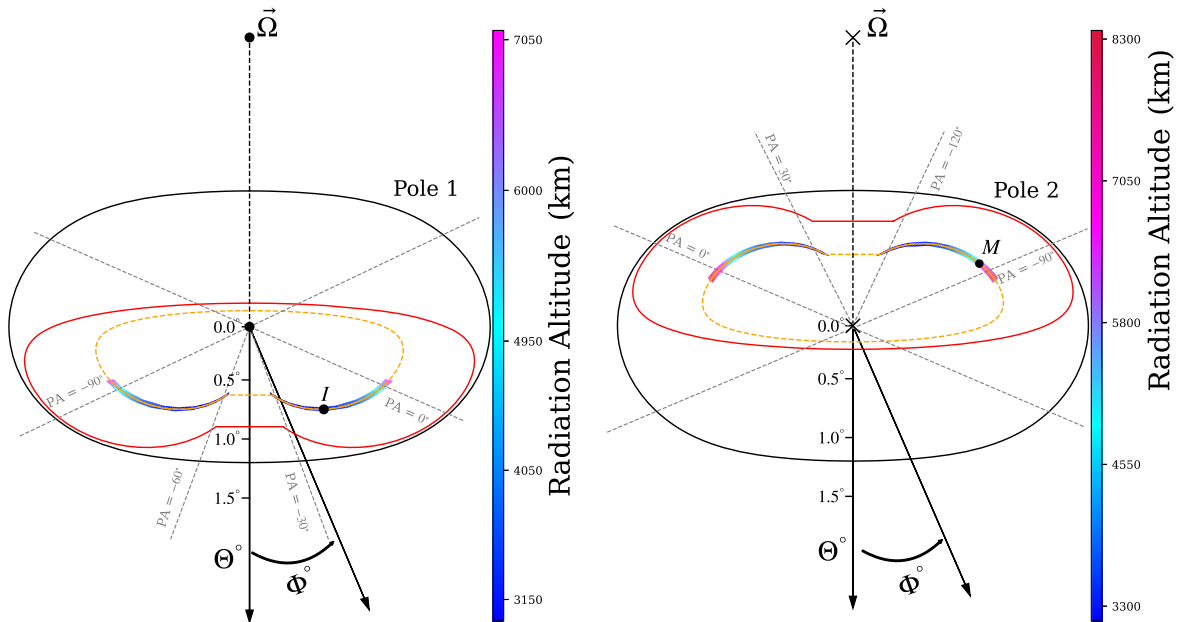 Ω⃗
Pole 1
0.0°
0.5°
1.0°
1.5°
I
PA = −90°
PA = 0°
PA = −60°
PA = −30°
Θ°
Φ°
7050
6000
4950
4050
3150
Radiation Altitude (km)
Ω⃗
Pole 2
PA = 30°
PA = −120°
PA = 0°
PA = −90°
M
0.0°
0.5°
1.0°
1.5°
Θ°
Φ°
8300
7050
5800
4550
3300
Radiation Altitude (km)